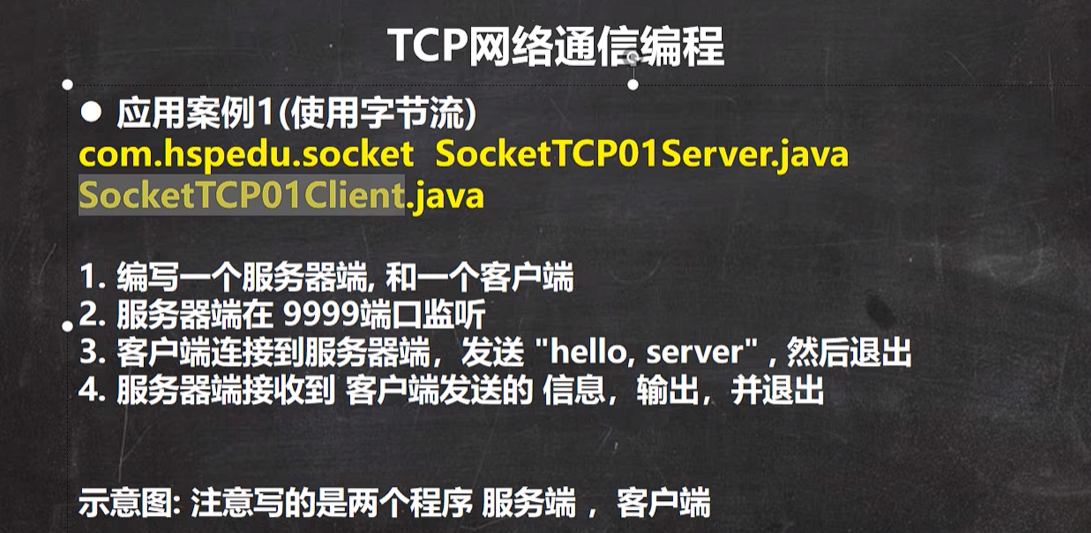 TCP网络通信编程
● 应用案例1(使用字节流)
com.hspedu.socket SocketTCP01Server.java
SocketTCP01Client.java
1. 编写一个服务器端, 和一个客户端
2. 服务器端在 9999端口监听
3. 客户端连接到服务器端，发送 "hello, server" , 然后退出
4. 服务器端接收到 客户端发送的 信息，输出，并退出
示意图: 注意写的是两个程序 服务端 ，客户端